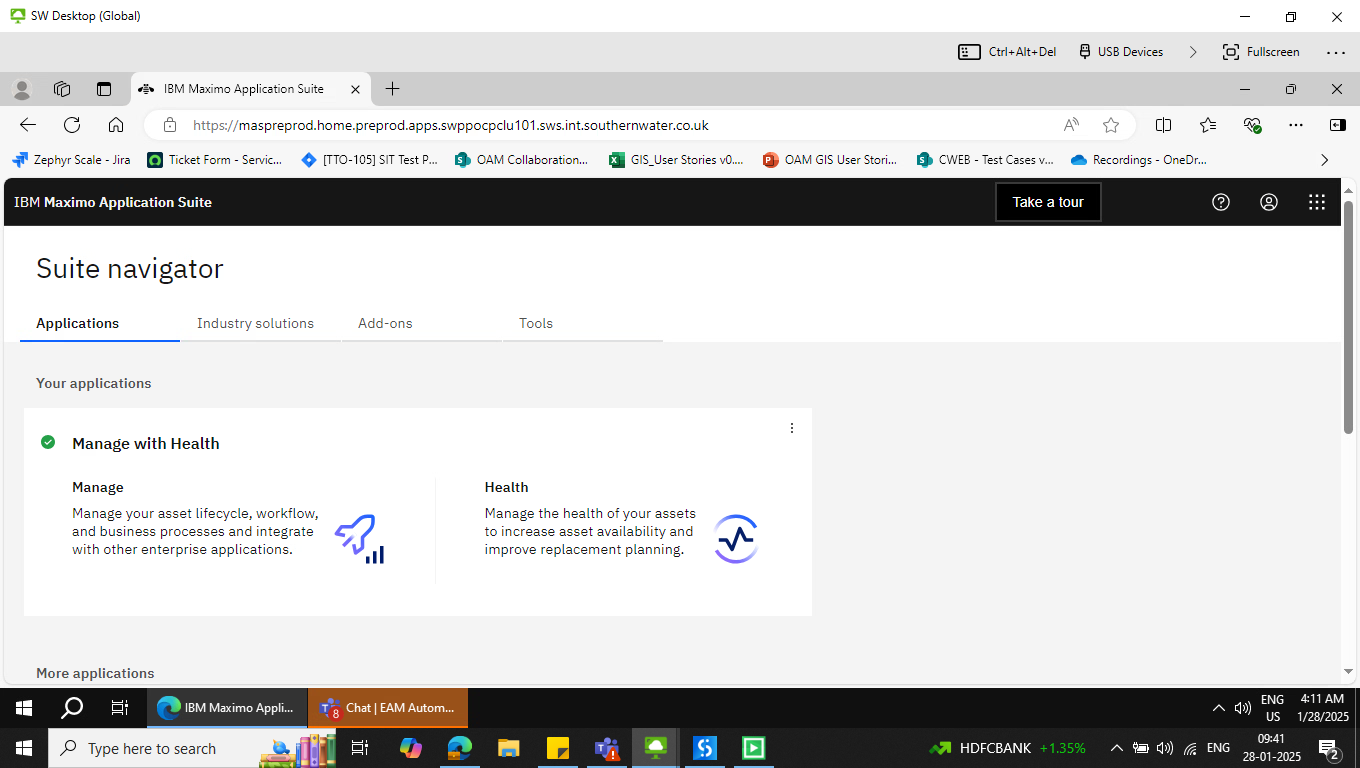 SW Desktop (Global)
Ctrl+Alt+Del
USB Devices
Fullscreen
IBM Maximo Application Suite
https://maspreprod.home.preprod.apps.swppocpclu101.sws.int.southernwater.co.uk
Zephyr Scale - Jira
Ticket Form - Servic...
[TTO-105] SIT Test P...
OAM Collaboration...
GIS_User Stories v0....
OAM GIS User Stori...
CWEB - Test Cases v...
Recordings - OneDr...
IBM Maximo Application Suite
Take a tour
Suite navigator
Applications
Industry solutions
Add-ons
Tools
Your applications
Manage with Health
Manage
Manage your asset lifecycle, workflow,
and business processes and integrate
with other enterprise applications.
Health
Manage the health of your assets
to increase asset availability and
improve replacement planning.
More applications
IBM Maximo Appli...
8
Chat | EAM Autom...
ENG
US
4:11 AM
1/28/2025
Type here to search
HDFCBANK +1.35%
ENG
09:41
28-01-2025
2